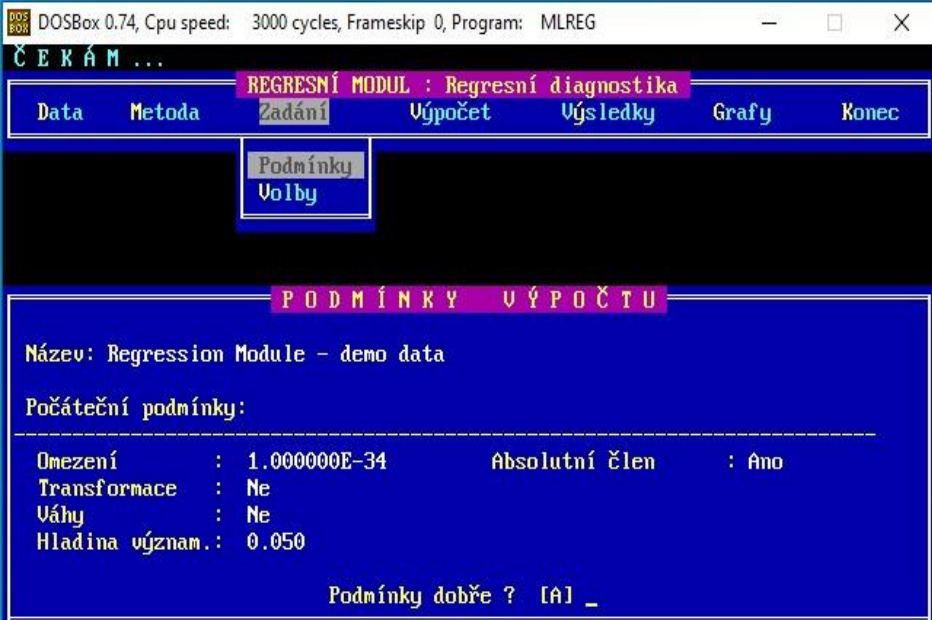 DOS BOX DOSBox 0.74, Cpu speed: 3000 cycles, Frameskip 0, Program: MLREG
Č E K Á M ...
REGRESNÍ MODUL : Regresní diagnostika
Data Metoda Zadání Výpočet Výsledky Grafy Konec
Podmínky
Volby
P O D M Í N K Y V Ý P O Č T U
Název: Regression Module - demo data
Počáteční podmínky:
Omezení : 1.000000E-34 Absolutní člen : Ano
Transformace : Ne
Váhy : Ne
Hladina význam.: 0.050
Podmínky dobře ? [A] _